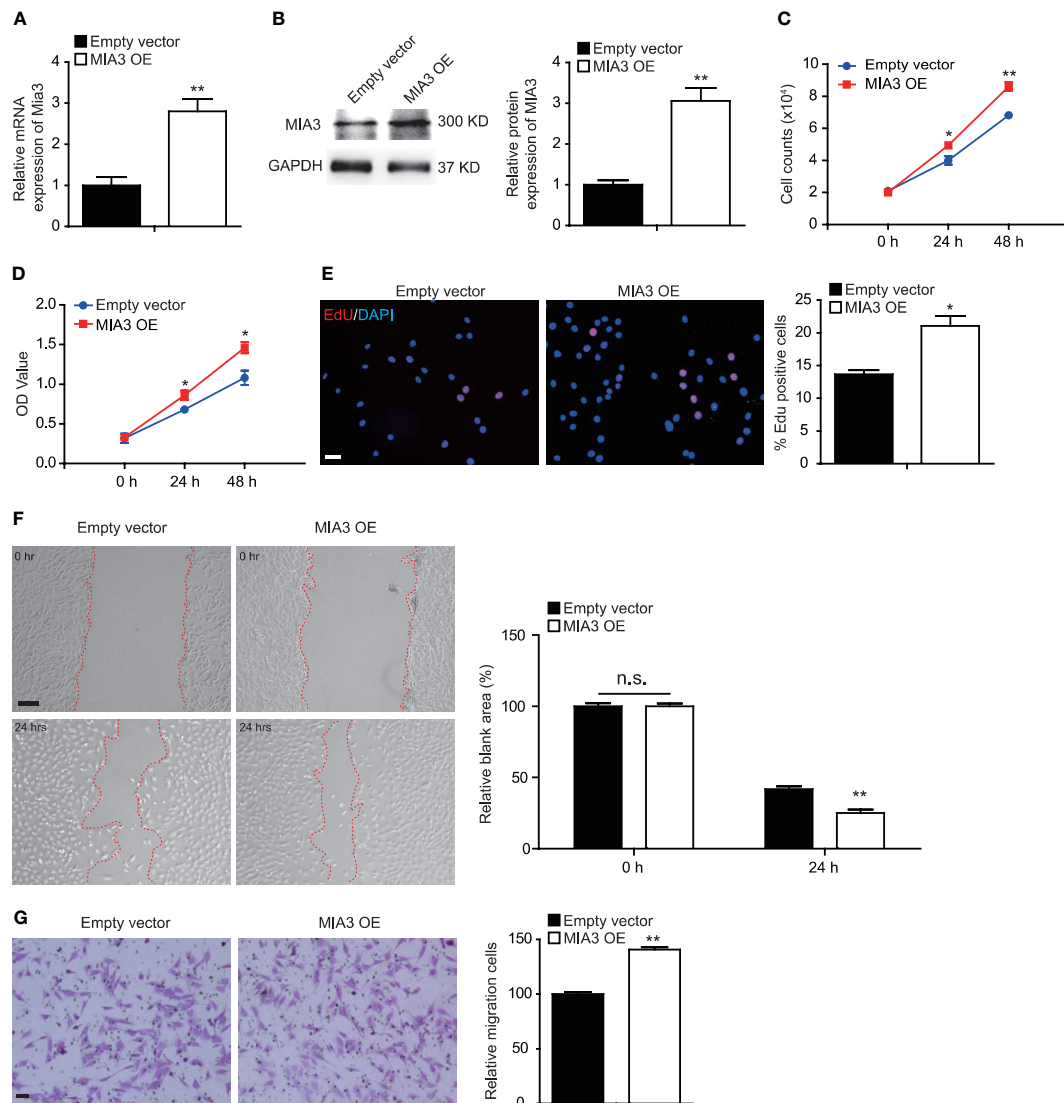 A
Empty vector
MIA3 OE
Relative mRNA
expression of Mia3
4
3
2
1
0
**
B
Empty vector
MIA3 OE
MIA3
300 KD
GAPDH
37 KD
Empty vector
MIA3 OE
Relative protein
expression of MIA3
4
3
2
1
0
**
C
Empty vector
MIA3 OE
Cell counts (x10⁴)
10
8
6
4
2
0
*
**
0 h
24 h
48 h
D
Empty vector
MIA3 OE
OD Value
2.0
1.5
1.0
0.5
0.0
*
*
0 h
24 h
48 h
E
Empty vector
MIA3 OE
EdU/DAPI
Empty vector
MIA3 OE
% Edu positive cells
25
20
15
10
5
0
*
F
Empty vector
MIA3 OE
0 hr
0 hr
24 hrs
24 hrs
Empty vector
MIA3 OE
Relative blank area (%)
150
100
50
0
n.s.
**
0 h
24 h
G
Empty vector
MIA3 OE
Empty vector
MIA3 OE
Relative migration cells
150
100
50
0
**